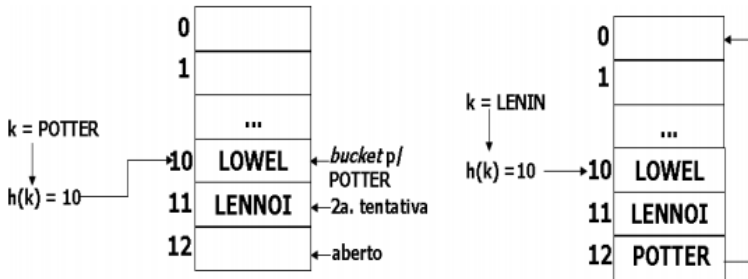 0
1
...
k = POTTER
h(k) = 10
10 LOWEL
bucket p/
POTTER
11 LENNOI
2a. tentativa
12
aberto
0
1
...
k = LENIN
h(k) = 10
10 LOWEL
11 LENNOI
12 POTTER